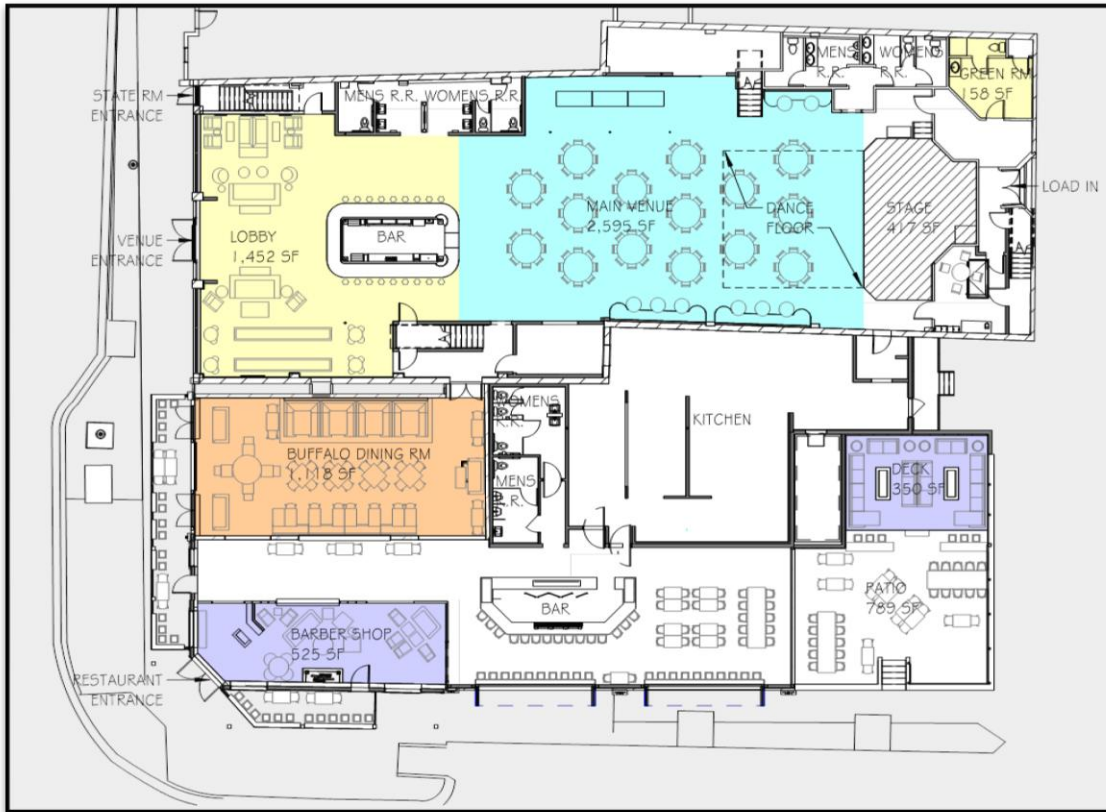 MENS
R.R.
WOMENS
R.R.
GREEN RM
158 SF
STATE RM
ENTRANCE
MENS R.R.
WOMENS R.R.
LOAD IN
VENUE
ENTRANCE
LOBBY
1,452 SF
BAR
MAIN VENUE
2,595 SF
DANCE
FLOOR
STAGE
417 SF
WOMENS
R.R.
KITCHEN
BUFFALO DINING RM
1,118 SF
MENS
R.R.
DECK
350 SF
BAR
PATIO
789 SF
BARBER SHOP
525 SF
RESTAURANT
ENTRANCE